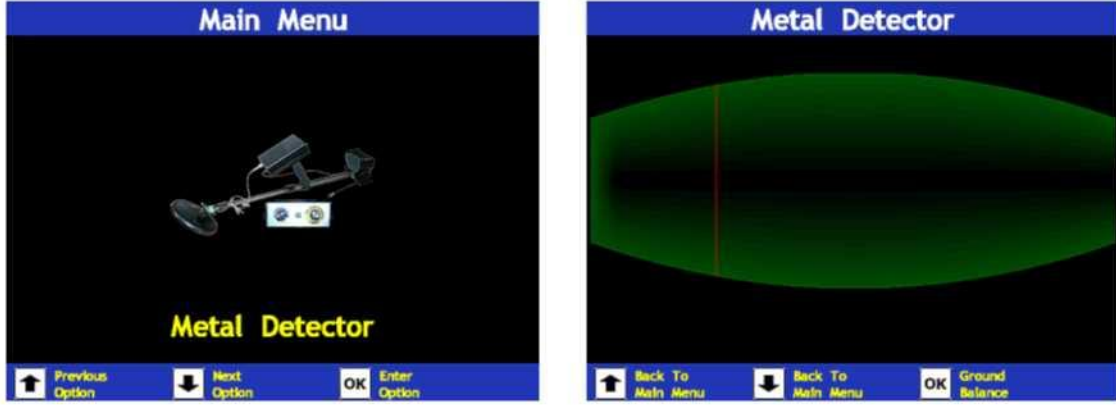 Main Menu
Metal Detector
Previous
Option
Next
Option
OK
Enter
Option
Metal Detector
Back To
Main Menu
Back To
Main Menu
OK
Ground
Balance